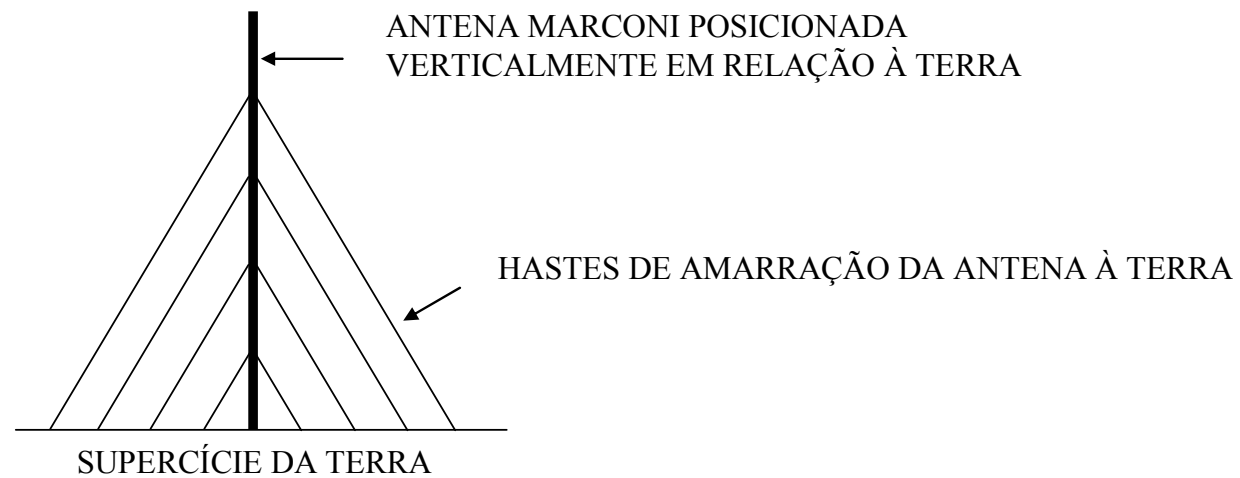 ANTENA MARCONI POSICIONADA
VERTICALMENTE EM RELAÇÃO À TERRA
HASTES DE AMARRAÇÃO DA ANTENA À TERRA
SUPERCÍCIE DA TERRA